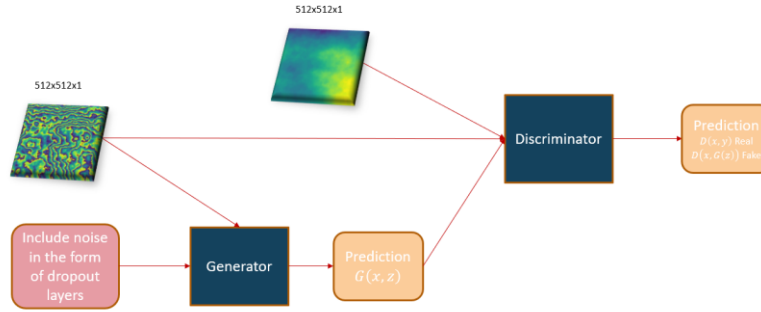 512x512x1
512x512x1
Discriminator
Prediction
D(x, y) Real
D(x, G(z)) Fake
Include noise
in the form
of dropout
layers
Generator
Prediction
G(x, z)